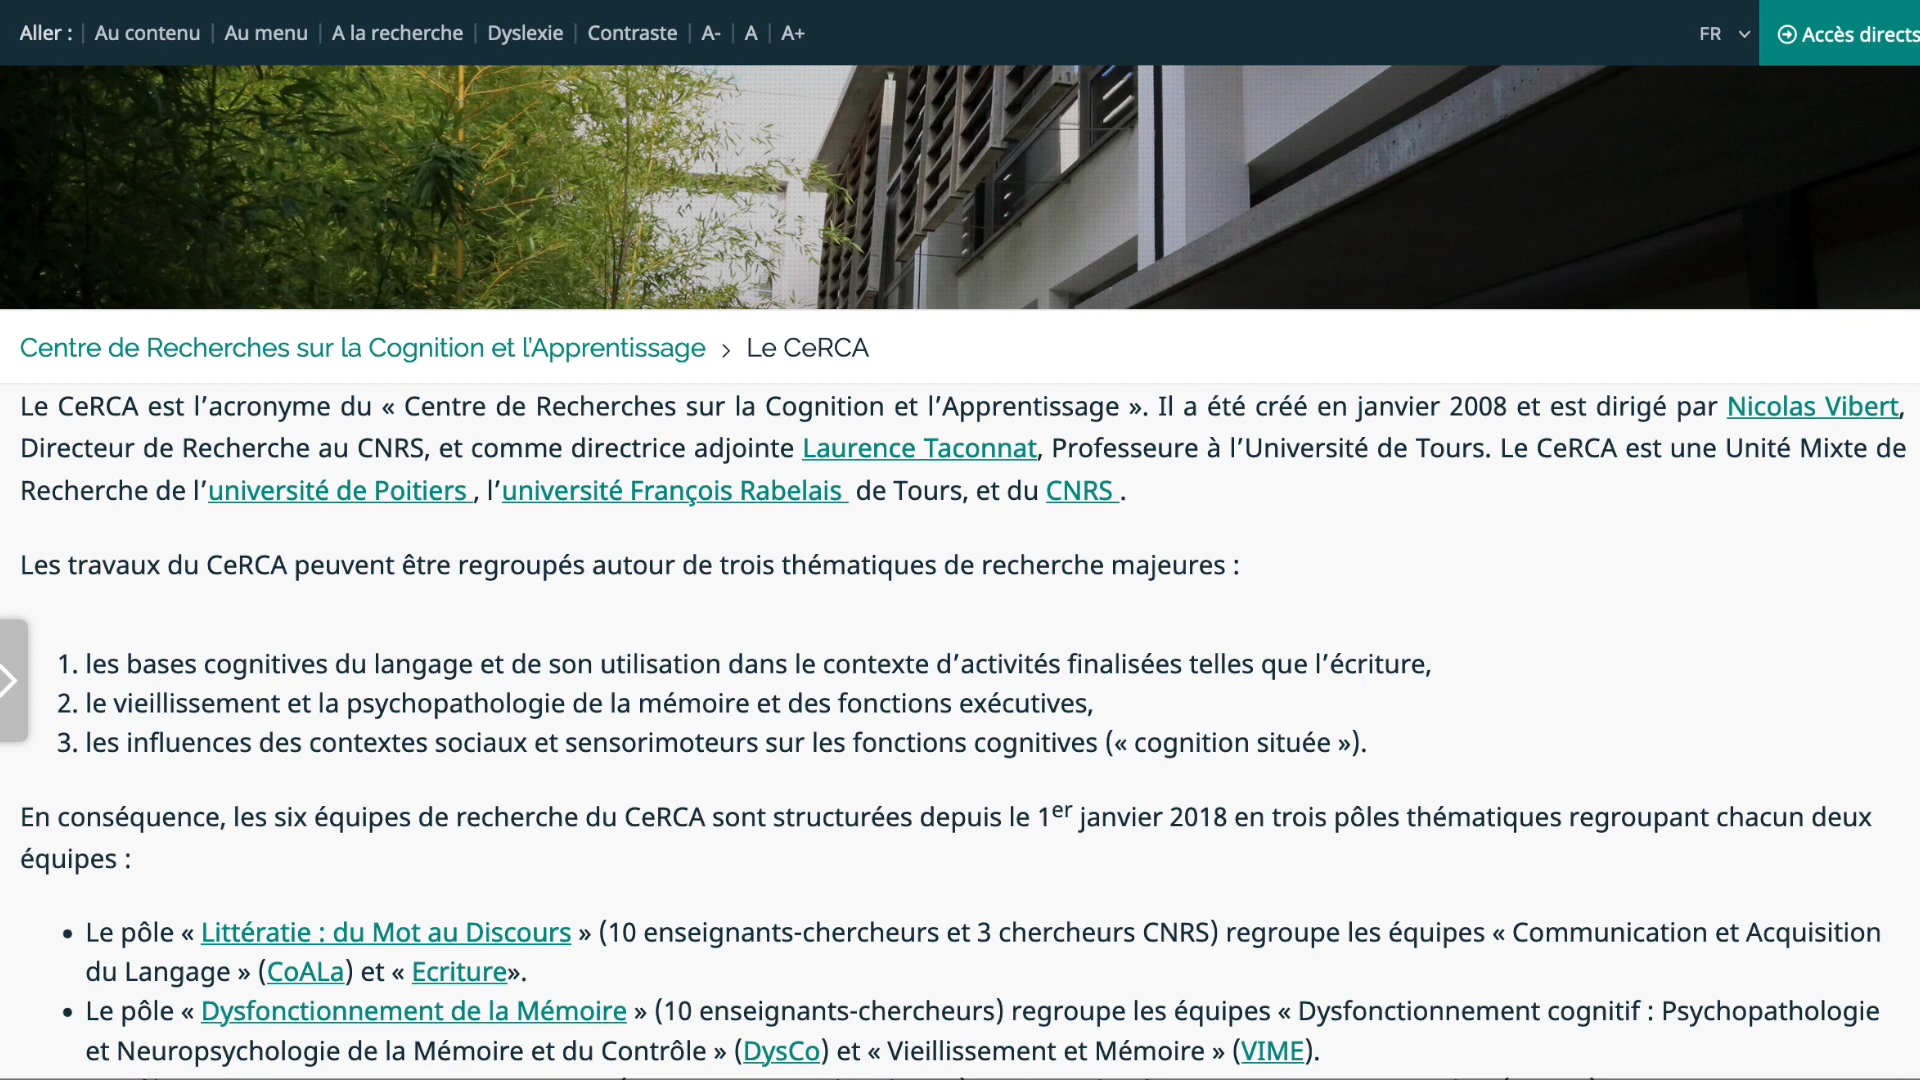 Aller : Au contenu Au menu A la recherche Dyslexie Contraste A- A A+ FR Accès directs
Centre de Recherches sur la Cognition et l'Apprentissage > Le CeRCA
Le CeRCA est l’acronyme du « Centre de Recherches sur la Cognition et l’Apprentissage ». Il a été créé en janvier 2008 et est dirigé par Nicolas Vibert,
Directeur de Recherche au CNRS, et comme directrice adjointe Laurence Taconnat, Professeure à l’Université de Tours. Le CeRCA est une Unité Mixte de
Recherche de l’université de Poitiers , l’université François Rabelais de Tours, et du CNRS .
Les travaux du CeRCA peuvent être regroupés autour de trois thématiques de recherche majeures :
1. les bases cognitives du langage et de son utilisation dans le contexte d’activités finalisées telles que l’écriture,
2. le vieillissement et la psychopathologie de la mémoire et des fonctions exécutives,
3. les influences des contextes sociaux et sensorimoteurs sur les fonctions cognitives (« cognition située »).
En conséquence, les six équipes de recherche du CeRCA sont structurées depuis le 1er janvier 2018 en trois pôles thématiques regroupant chacun deux
équipes :
• Le pôle « Littératie : du Mot au Discours » (10 enseignants-chercheurs et 3 chercheurs CNRS) regroupe les équipes « Communication et Acquisition
du Langage » (CoALa) et « Ecriture».
• Le pôle « Dysfonctionnement de la Mémoire » (10 enseignants-chercheurs) regroupe les équipes « Dysfonctionnement cognitif : Psychopathologie
et Neuropsychologie de la Mémoire et du Contrôle » (DysCo) et « Vieillissement et Mémoire » (VIME).